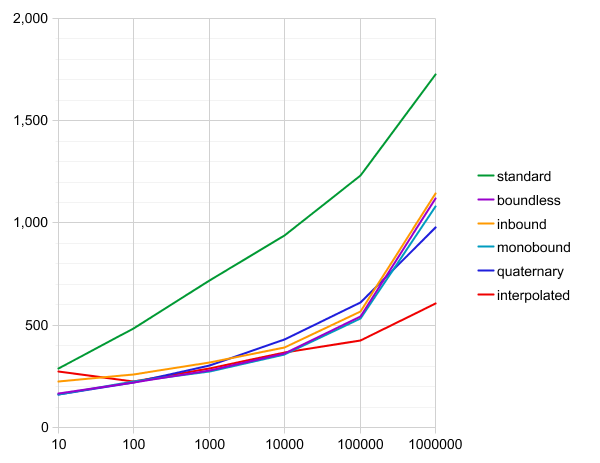 2,000
1,500
1,000
500
0
10 100 1000 10000 100000 1000000
standard
boundless
inbound
monobound
quaternary
interpolated